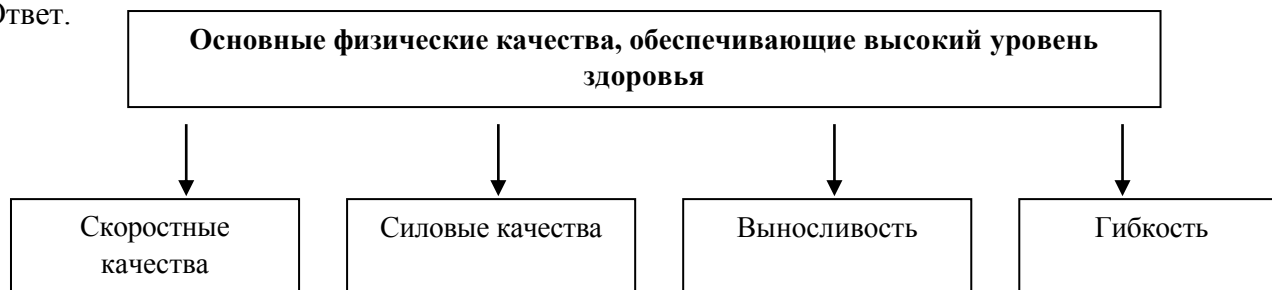 Ответ.
Основные физические качества, обеспечивающие высокий уровень
здоровья
Скоростные
качества
Силовые качества
Выносливость
Гибкость